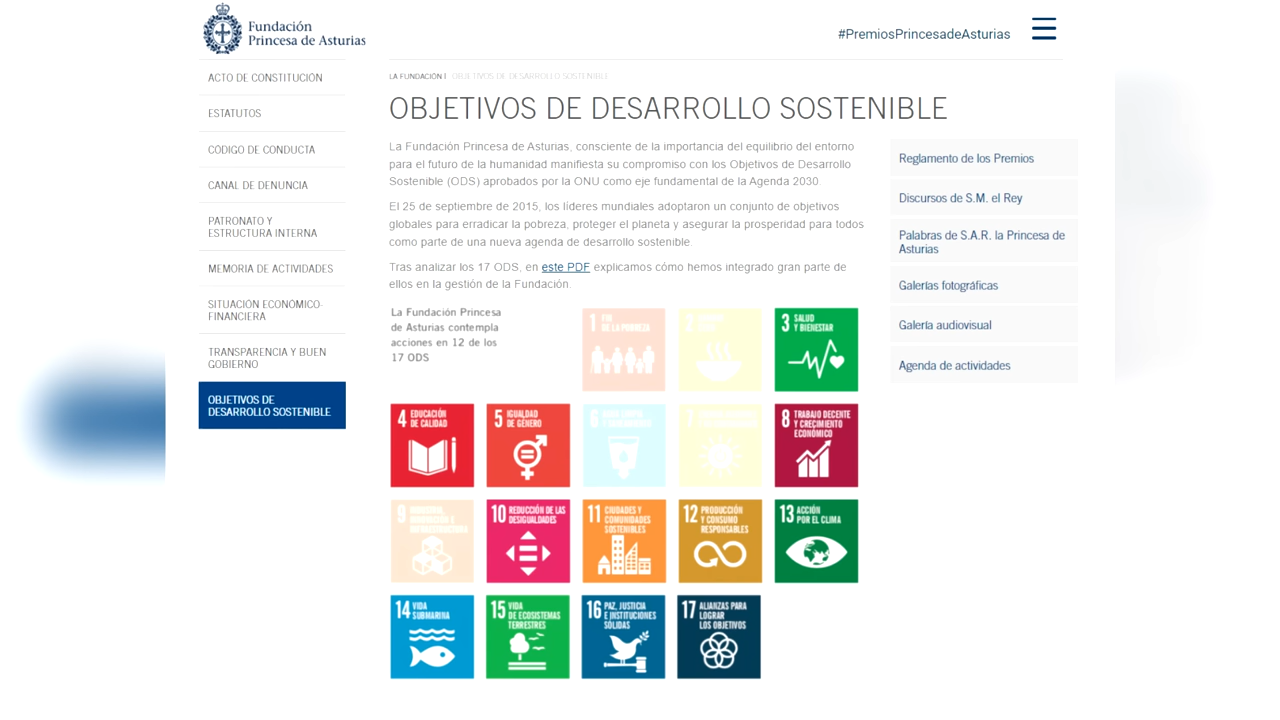 Fundación
Princesa de Asturias
#PremiosPrincesadeAsturias
ACTO DE CONSTITUCIÓN
ESTATUTOS
CÓDIGO DE CONDUCTA
CANAL DE DENUNCIA
PATRONATO Y
ESTRUCTURA INTERNA
MEMORIA DE ACTIVIDADES
SITUACIÓN ECONÓMICO-
FINANCIERA
TRANSPARENCIA Y BUEN
GOBIERNO
OBJETIVOS DE
DESARROLLO SOSTENIBLE
LA FUNDACIÓN | OBJETIVOS DE DESARROLLO SOSTENIBLE
OBJETIVOS DE DESARROLLO SOSTENIBLE
La Fundación Princesa de Asturias, consciente de la importancia del equilibrio del entorno
para el futuro de la humanidad manifiesta su compromiso con los Objetivos de Desarrollo
Sostenible (ODS) aprobados por la ONU como eje fundamental de la Agenda 2030.
El 25 de septiembre de 2015, los líderes mundiales adoptaron un conjunto de objetivos
globales para erradicar la pobreza, proteger el planeta y asegurar la prosperidad para todos
como parte de una nueva agenda de desarrollo sostenible.
Tras analizar los 17 ODS, en este PDF explicamos cómo hemos integrado gran parte de
ellos en la gestión de la Fundación.
La Fundación Princesa
de Asturias contempla
acciones en 12 de los
17 ODS
1 FIN
DE LA POBREZA
2
3 SALUD
Y BIENESTAR
4 EDUCACIÓN
DE CALIDAD
5 IGUALDAD
DE GÉNERO
6
7
8 TRABAJO DECENTE
Y CRECIMIENTO
ECONÓMICO
9
10 REDUCCIÓN DE LAS
DESIGUALDADES
11 CIUDADES Y
COMUNIDADES
SOSTENIBLES
12 PRODUCCIÓN
Y CONSUMO
RESPONSABLES
13 ACCIÓN
POR EL CLIMA
14 VIDA
SUBMARINA
15 VIDA
DE ECOSISTEMAS
TERRESTRES
16 PAZ, JUSTICIA
E INSTITUCIONES
SÓLIDAS
17 ALIANZAS PARA
LOGRAR
LOS OBJETIVOS
Reglamento de los Premios
Discursos de S.M. el Rey
Palabras de S.A.R. la Princesa de
Asturias
Galerías fotográficas
Galería audiovisual
Agenda de actividades